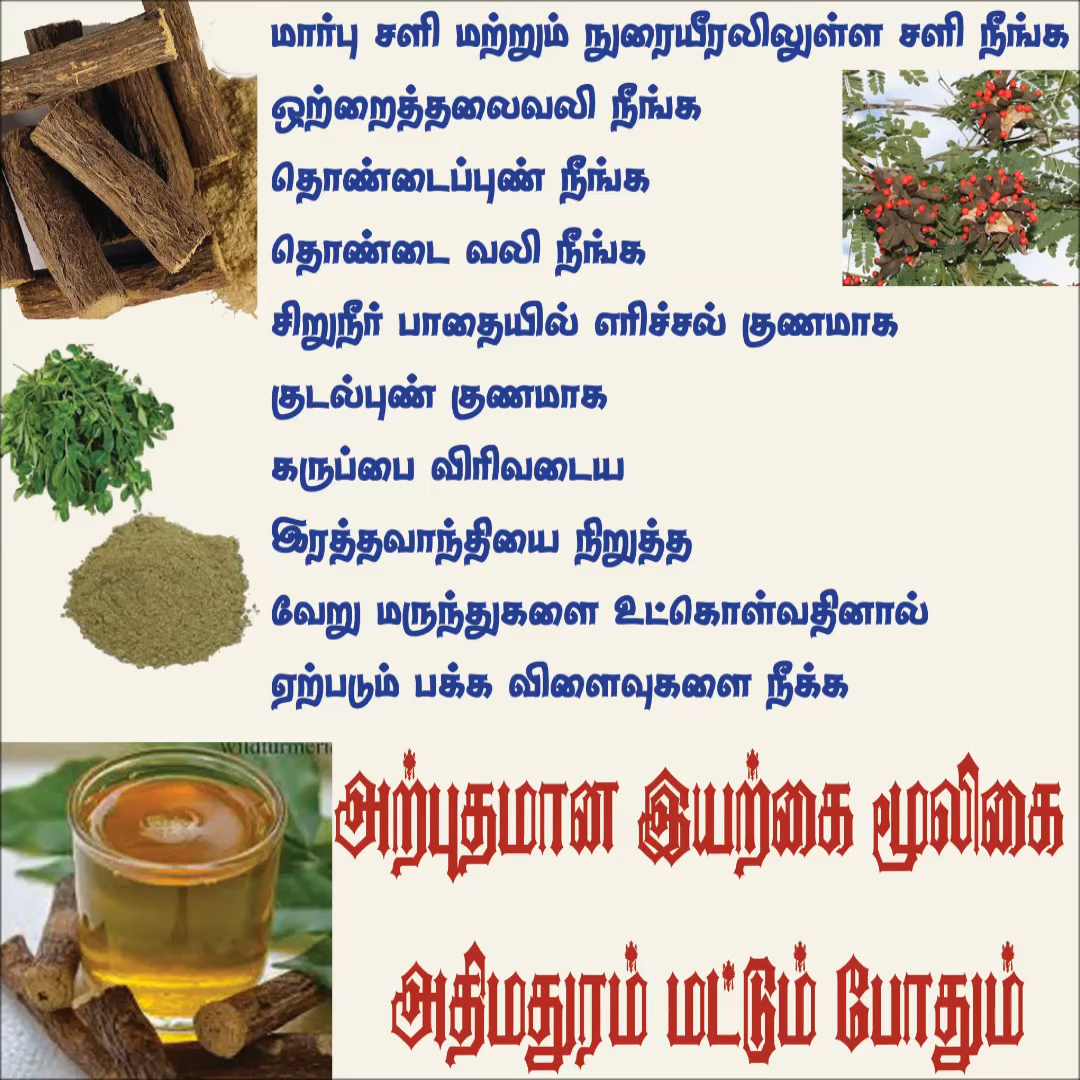 மார்பு சளி மற்றும் நுரையீரலிலுள்ள சளி நீங்க
ஒற்றைத்தலைவலி நீங்க
தொண்டைப்புண் நீங்க
தொண்டை வலி நீங்க
சிறுநீர் பாதையில் எரிச்சல் குணமாக
குடல்புண் குணமாக
கருப்பை விரிவடைய
இரத்தவாந்தியை நிறுத்த
வேறு மருந்துகளை உட்கொள்வதினால்
ஏற்படும் பக்க விளைவுகளை நீக்க
அற்புதமான இயற்கை மூலிகை
அதிமதுரம் மட்டும் போதும்